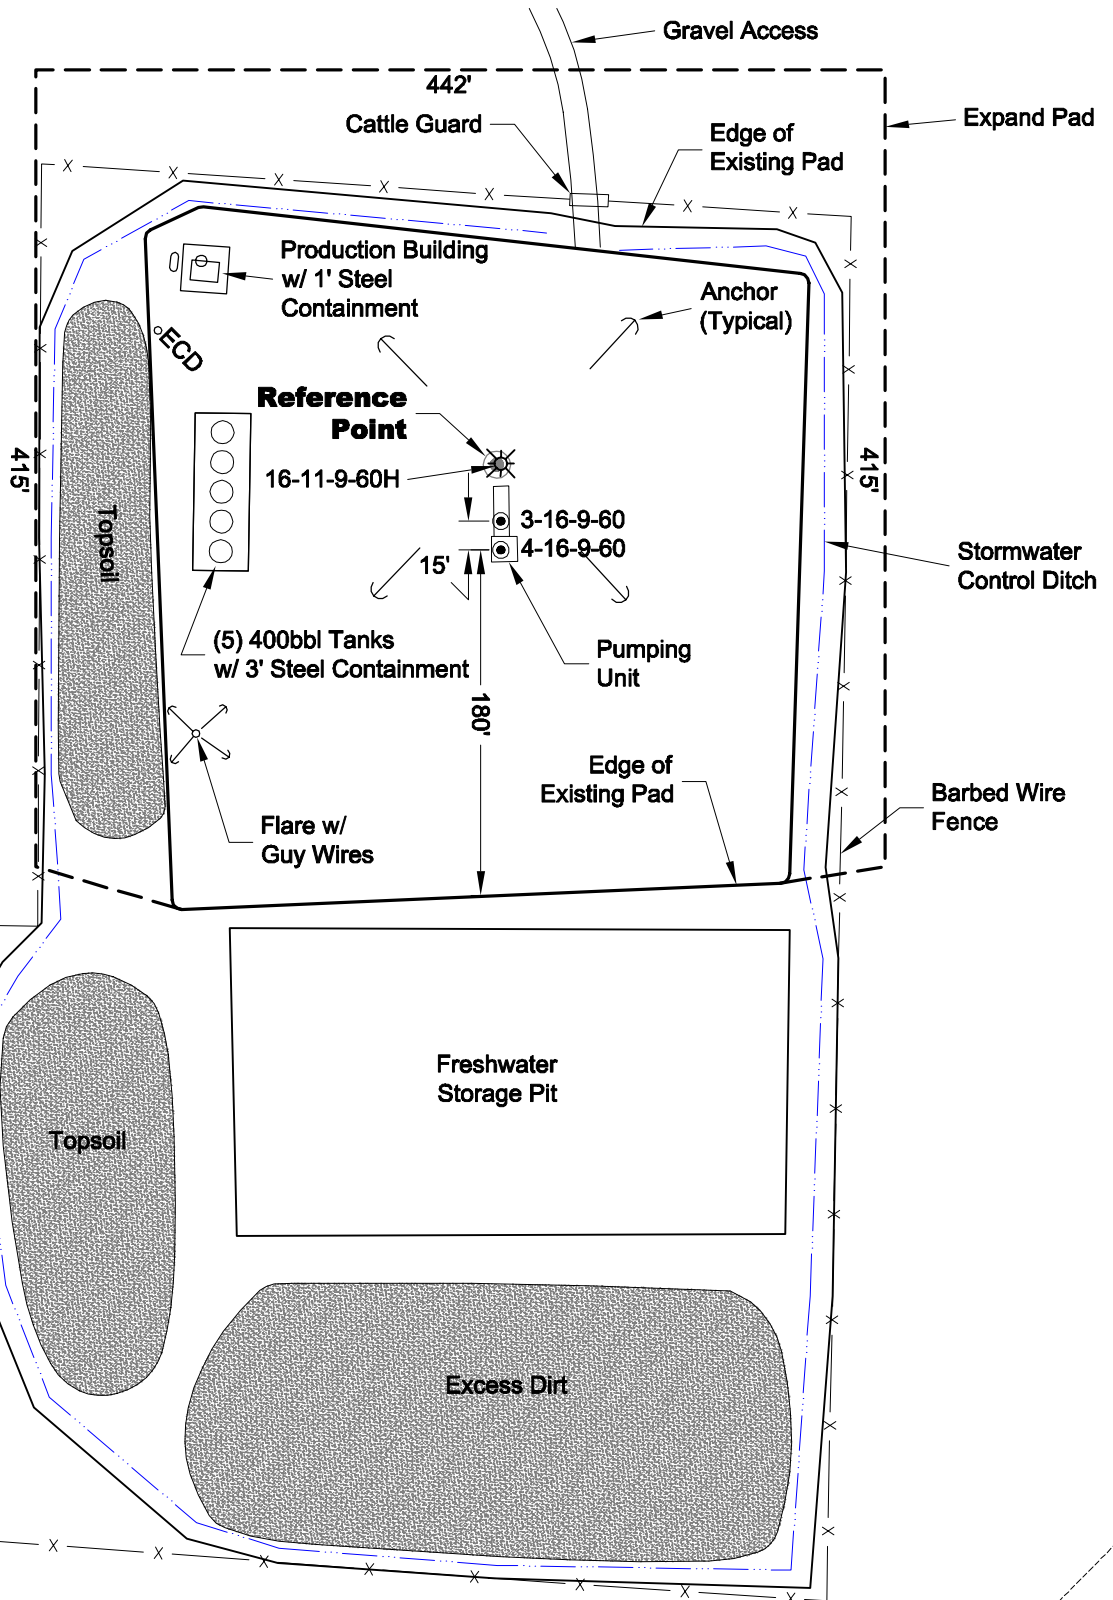 Gravel Access
442'
Expand Pad
Cattle Guard
Edge of
Existing Pad
Production Building
w/ 1' Steel
Containment
Anchor
(Typical)
ECD
Reference
Point
415'
415'
16-11-9-60H
3-16-9-60
4-16-9-60
Topsoil
15'
Stormwater
Control Ditch
(5) 400bbl Tanks
w/ 3' Steel Containment
Pumping
Unit
180'
Edge of
Existing Pad
Barbed Wire
Fence
Flare w/
Guy Wires
Freshwater
Storage Pit
Topsoil
Excess Dirt